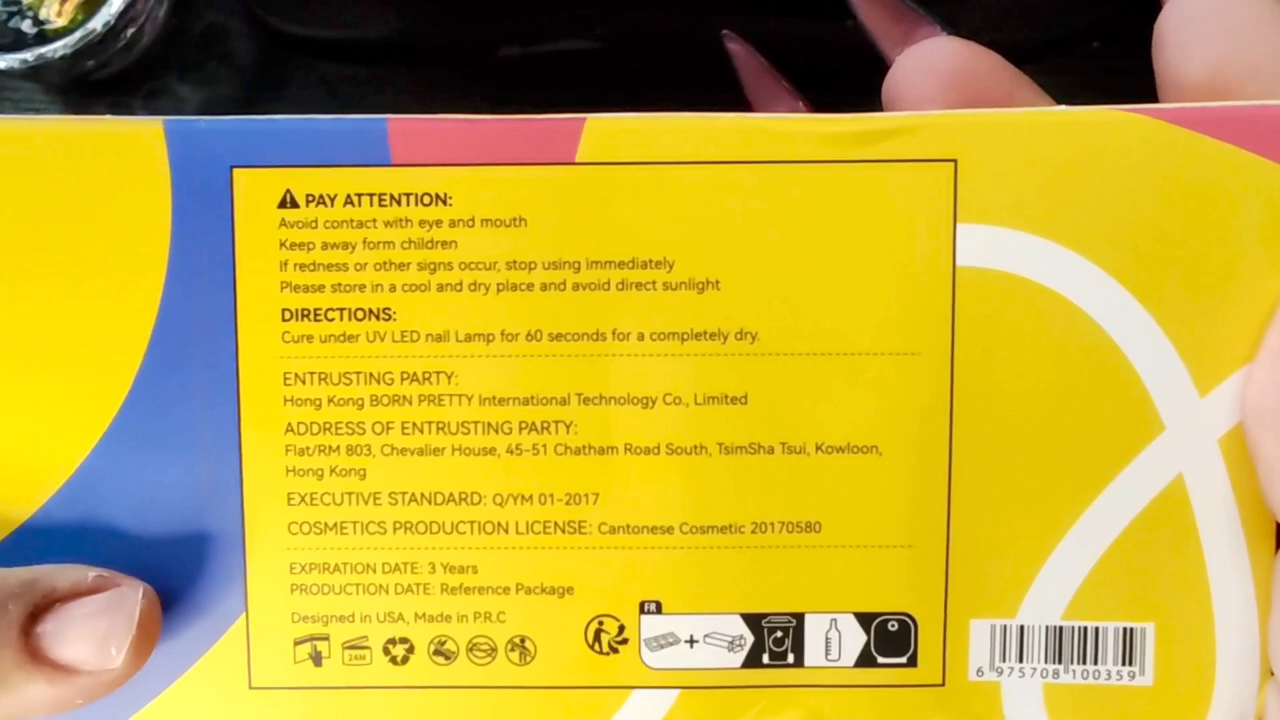 PAY ATTENTION:
Avoid contact with eye and mouth
Keep away form children
If redness or other signs occur, stop using immediately
Please store in a cool and dry place and avoid direct sunlight
DIRECTIONS:
Cure under UV LED nail Lamp for 60 seconds for a completely dry.
ENTRUSTING PARTY:
Hong Kong BORN PRETTY International Technology Co., Limited
ADDRESS OF ENTRUSTING PARTY:
Flat/RM 803, Chevalier House, 45-51 Chatham Road South, TsimSha Tsui, Kowloon,
Hong Kong
EXECUTIVE STANDARD: Q/YM 01-2017
COSMETICS PRODUCTION LICENSE: Cantonese Cosmetic 20170580
EXPIRATION DATE: 3 Years
PRODUCTION DATE: Reference Package
Designed in USA, Made in P.R.C
24M
FR
+
6 975708 100359